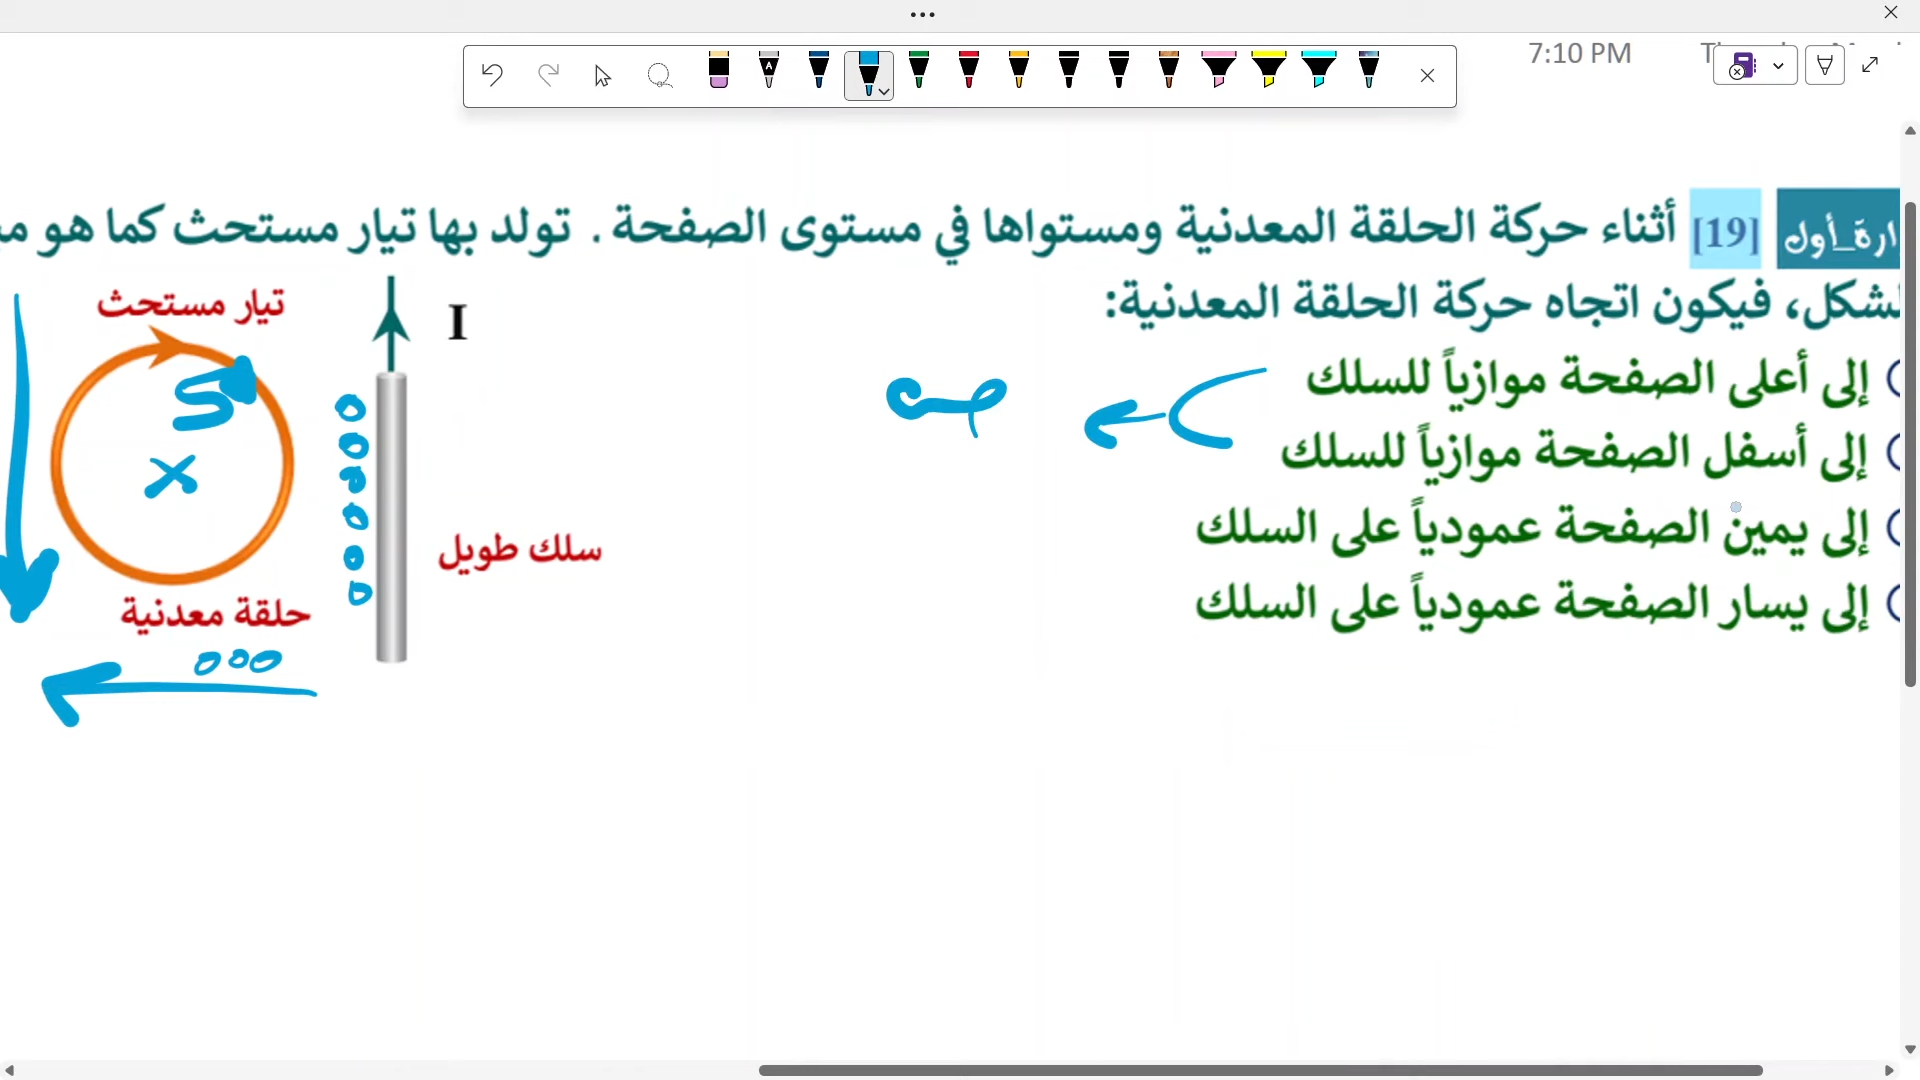 7:10 PM
ارة_أول [19] أثناء حركة الحلقة المعدنية ومستواها في مستوى الصفحة . تولد بها تيار مستحث كما هو
لشكل، فيكون اتجاه حركة الحلقة المعدنية:
إلى أعلى الصفحة موازياً للسلك
إلى أسفل الصفحة موازياً للسلك
إلى يمين الصفحة عمودياً على السلك
إلى يسار الصفحة عمودياً على السلك
تيار مستحث
I
S
X
سلك طويل
حلقة معدنية